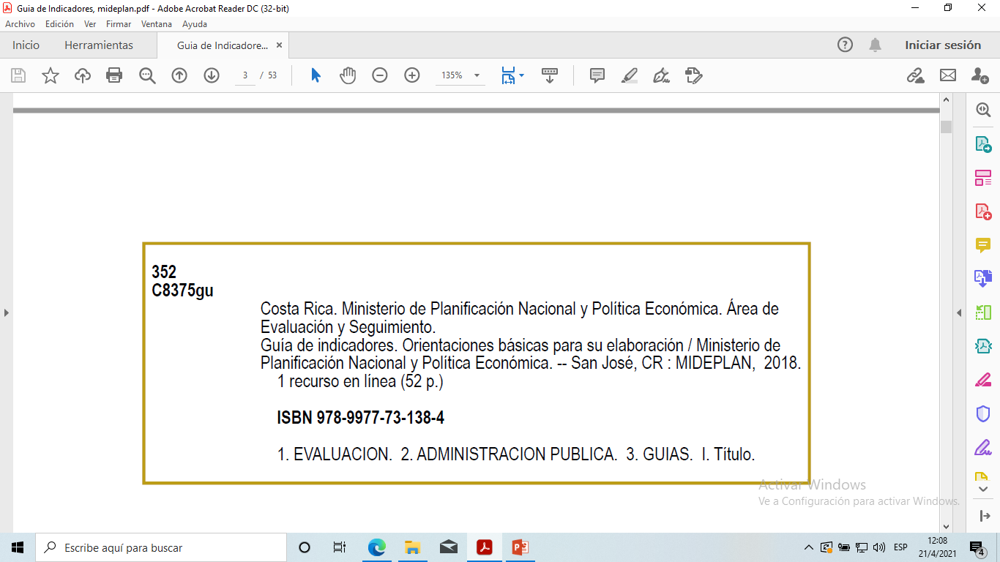 Guia de Indicadores, mideplan.pdf - Adobe Acrobat Reader DC (32-bit)
Archivo Edición Ver Firmar Ventana Ayuda
Inicio Herramientas Guia de Indicadore... × Iniciar sesión
3 / 53 135%
352
C8375gu
Costa Rica. Ministerio de Planificación Nacional y Política Económica. Área de
Evaluación y Seguimiento.
Guía de indicadores. Orientaciones básicas para su elaboración / Ministerio de
Planificación Nacional y Política Económica. -- San José, CR : MIDEPLAN, 2018.
1 recurso en línea (52 p.)
ISBN 978-9977-73-138-4
1. EVALUACION. 2. ADMINISTRACION PUBLICA. 3. GUIAS. I. Título.
Activar Windows
Ve a Configuración para activar Windows.
Escribe aquí para buscar
ESP
12:08
21/4/2021
4